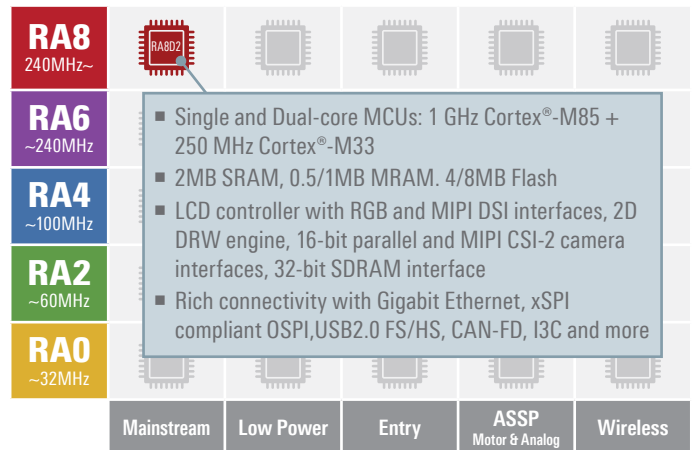 RA8
240MHz~
RA8D2
RA6
~240MHz
RA4
~100MHz
RA2
~60MHz
RA0
~32MHz
■ Single and Dual-core MCUs: 1 GHz Cortex®-M85 +
250 MHz Cortex®-M33
■ 2MB SRAM, 0.5/1MB MRAM. 4/8MB Flash
■ LCD controller with RGB and MIPI DSI interfaces, 2D
DRW engine, 16-bit parallel and MIPI CSI-2 camera
interfaces, 32-bit SDRAM interface
■ Rich connectivity with Gigabit Ethernet, xSPI
compliant OSPI,USB2.0 FS/HS, CAN-FD, I3C and more
Mainstream
Low Power
Entry
ASSP
Motor & Analog
Wireless